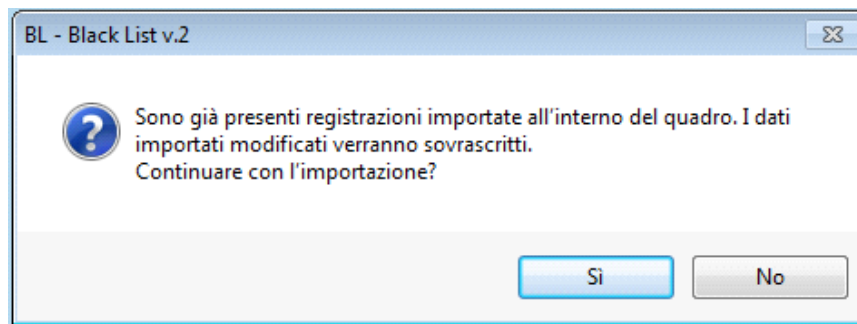 BL - Black List v.2
Sono già presenti registrazioni importate all'interno del quadro. I dati
importati modificati verranno sovrascritti.
Continuare con l'importazione?
Sì
No